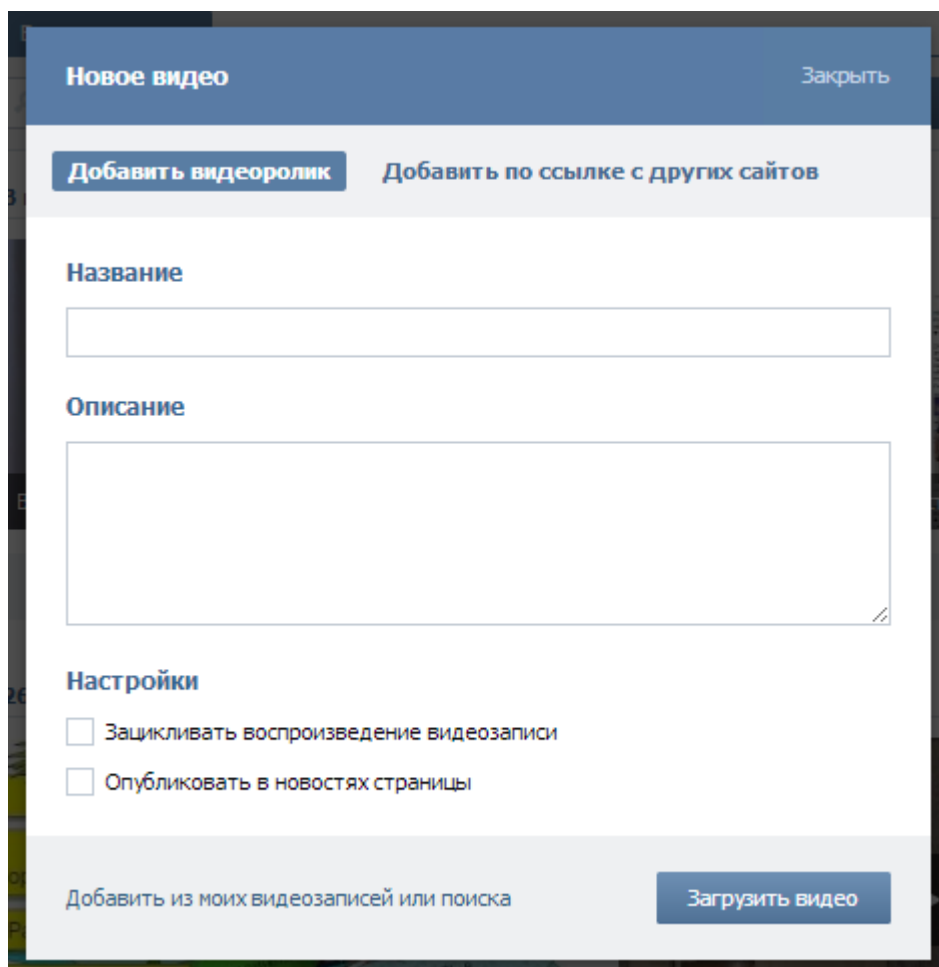 Новое видео
Закрыть
Добавить видеоролик
Добавить по ссылке с других сайтов
Название
Описание
Настройки
Зацикливать воспроизведение видеозаписи
Опубликовать в новостях страницы
Добавить из моих видеозаписей или поиска
Загрузить видео